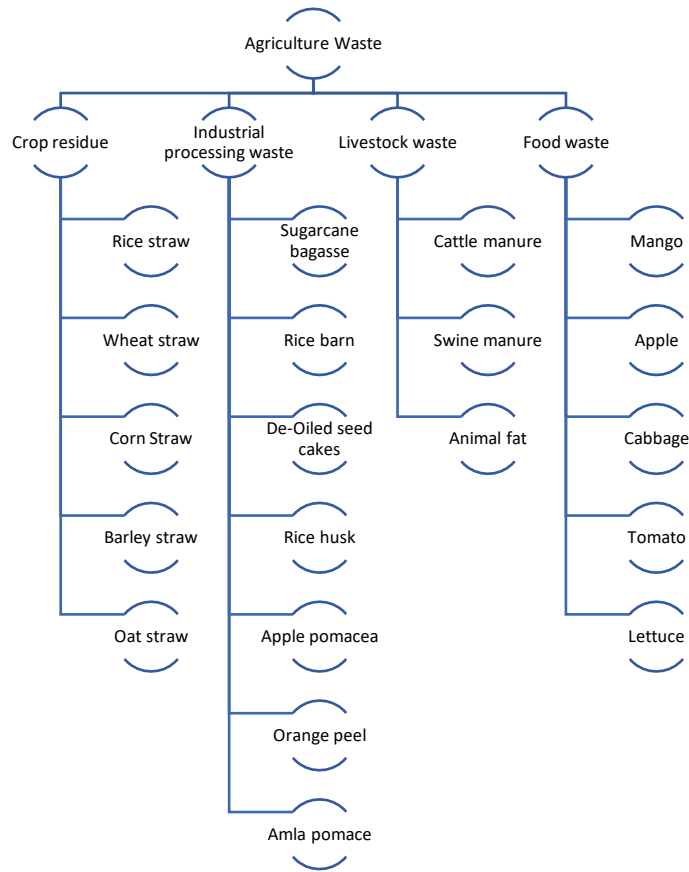 Agriculture Waste
Crop residue
Rice straw
Wheat straw
Corn Straw
Barley straw
Oat straw
Industrial
processing waste
Sugarcane
bagasse
Rice barn
De-Oiled seed
cakes
Rice husk
Apple pomacea
Orange peel
Amla pomace
Livestock waste
Cattle manure
Swine manure
Animal fat
Food waste
Mango
Apple
Cabbage
Tomato
Lettuce